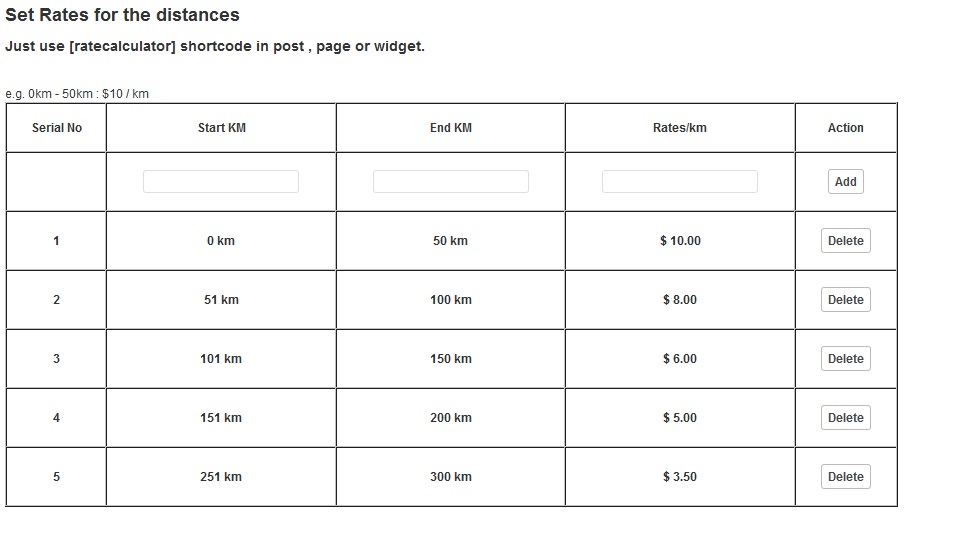 Set Rates for the distances
Just use [ratecalculator] shortcode in post , page or widget.
e.g. 0km - 50km : $10 / km
Serial No Start KM End KM Rates/km Action
Add
1 0 km 50 km $ 10.00 Delete
2 51 km 100 km $ 8.00 Delete
3 101 km 150 km $ 6.00 Delete
4 151 km 200 km $ 5.00 Delete
5 251 km 300 km $ 3.50 Delete